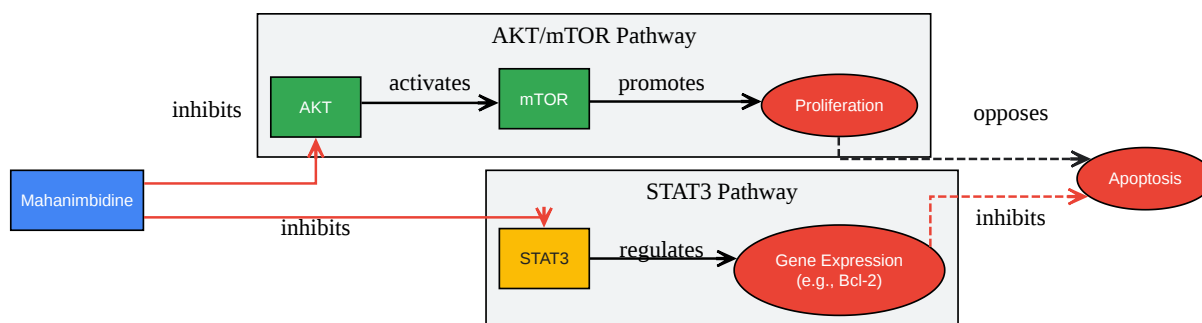 AKT/mTOR Pathway
activates
promotes
inhibits
AKT
mTOR
Proliferation
opposes
Mahanimbidine
Apoptosis
STAT3 Pathway
inhibits
inhibits
STAT3
regulates
Gene Expression
(e.g., Bcl-2)